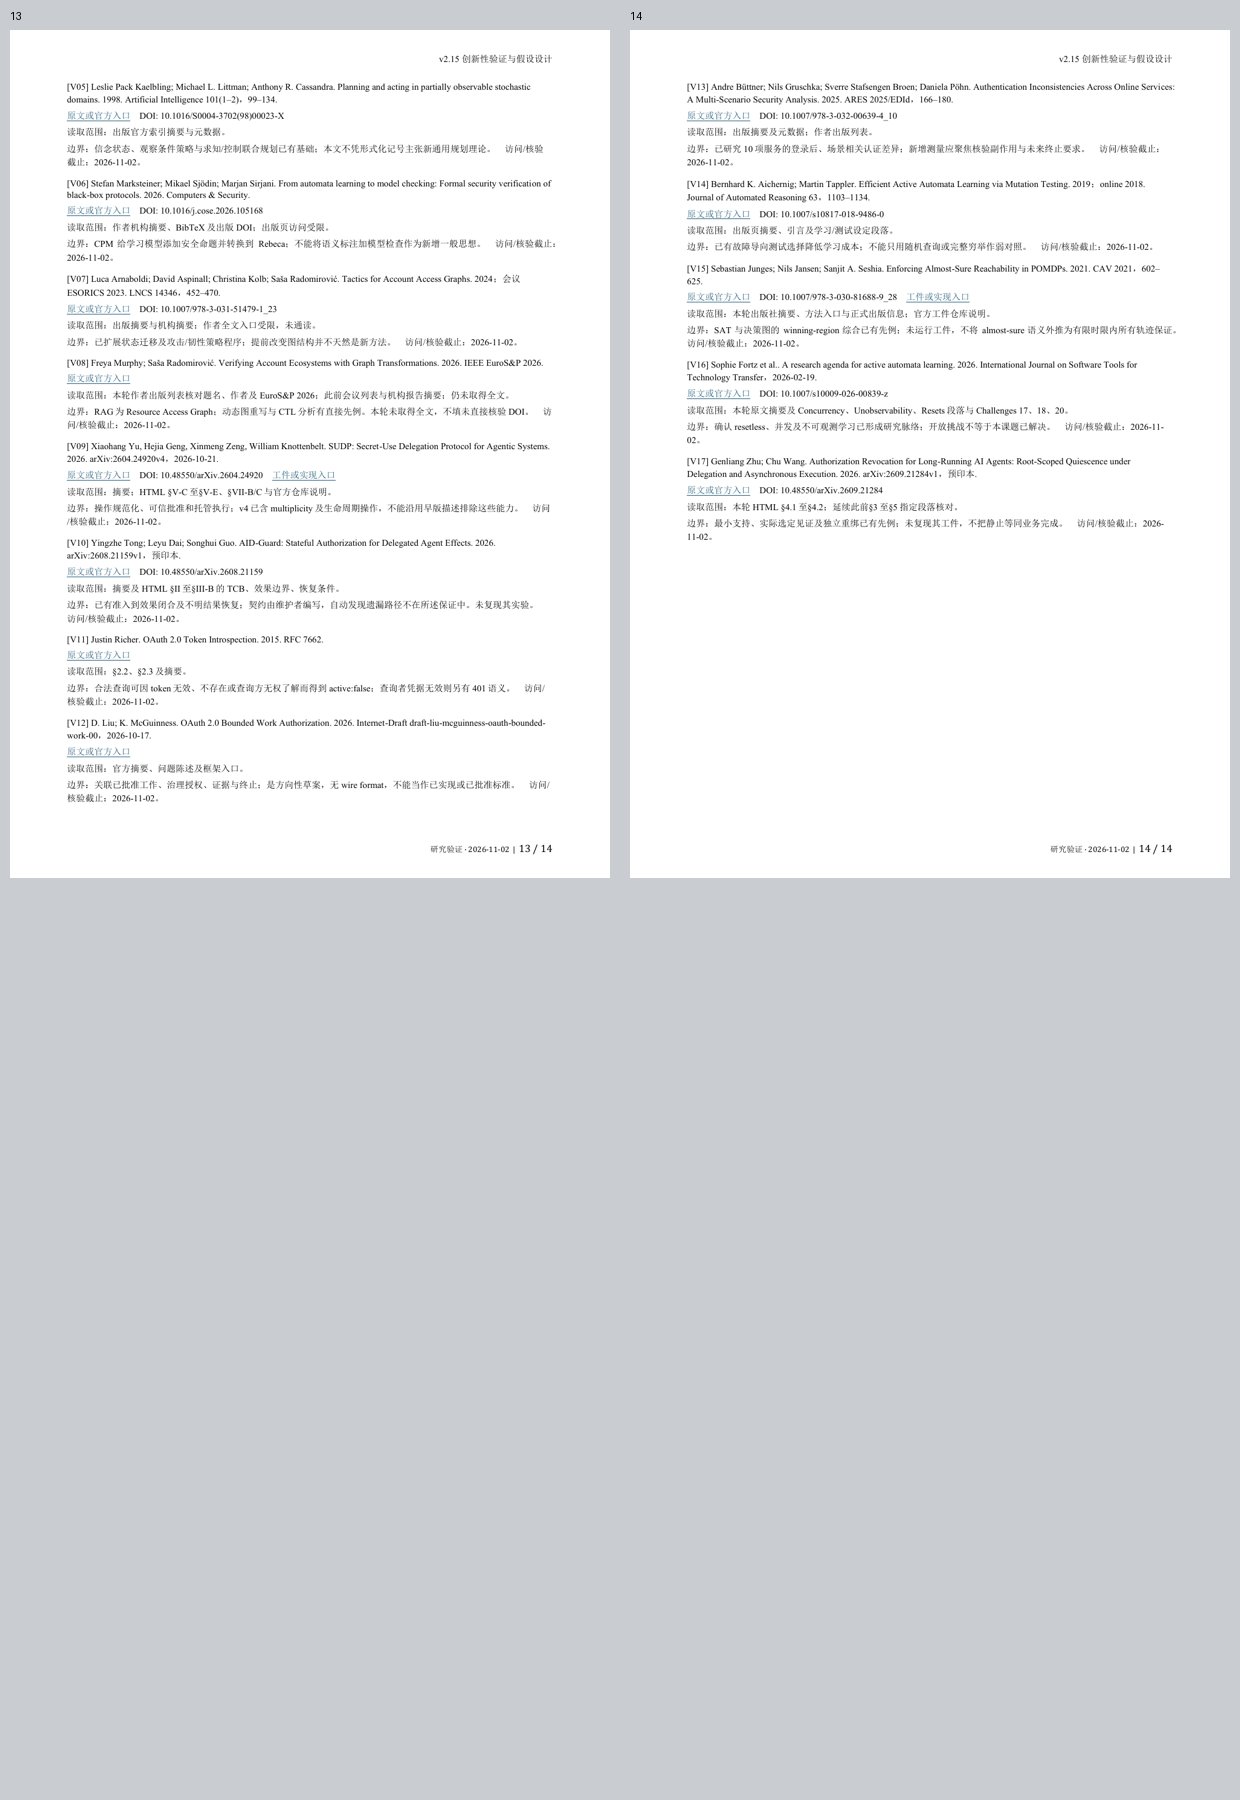 13
v2.15 创新性验证与假设设计
[V05] Leslie Pack Kaelbling; Michael L. Littman; Anthony R. Cassandra. Planning and acting in partially observable stochastic
domains. 1998. Artificial Intelligence 101(1–2)，99–134.
原文或官方入口 DOI: 10.1016/S0004-3702(98)00023-X
读取范围：出版官方索引摘要与元数据。
边界：信念状态、观察条件策略与求知/控制联合规划已有基础；本文不凭形式化记号主张新通用规划理论。 访问/核验
截止：2026-11-02。
[V06] Stefan Marksteiner; Mikael Sjödin; Marjan Sirjani. From automata learning to model checking: Formal security verification of
black-box protocols. 2026. Computers & Security.
原文或官方入口 DOI: 10.1016/j.cose.2026.105168
读取范围：作者机构摘要、BibTeX 及出版 DOI；出版页访问受限。
边界：CPM 给学习模型添加安全命题并转换到 Rebeca；不能将语义标注加模型检查作为新增一般思想。 访问/核验截止：
2026-11-02。
[V07] Luca Arnaboldi; David Aspinall; Christina Kolb; Saša Radomirović. Tactics for Account Access Graphs. 2024；会议
ESORICS 2023. LNCS 14346，452–470.
原文或官方入口 DOI: 10.1007/978-3-031-51479-1_23
读取范围：出版摘要与机构摘要；作者全文入口受限，未通读。
边界：已扩展状态迁移及攻击/韧性策略程序；提前改变图结构并不天然是新方法。 访问/核验截止：2026-11-02。
[V08] Freya Murphy; Saša Radomirović. Verifying Account Ecosystems with Graph Transformations. 2026. IEEE EuroS&P 2026.
原文或官方入口
读取范围：本轮作者出版列表核对题名、作者及 EuroS&P 2026；此前会议列表与机构报告摘要；仍未取得全文。
边界：RAG 为 Resource Access Graph；动态图重写与 CTL 分析有直接先例。本轮未取得全文，不填未直接核验 DOI。 访
问/核验截止：2026-11-02。
[V09] Xiaohang Yu, Hejia Geng, Xinmeng Zeng, William Knottenbelt. SUDP: Secret-Use Delegation Protocol for Agentic Systems.
2026. arXiv:2604.24920v4，2026-10-21.
原文或官方入口 DOI: 10.48550/arXiv.2604.24920 工件或实现入口
读取范围：摘要；HTML §V-C 至§V-E、§VII-B/C 与官方仓库说明。
边界：操作规范化、可信批准和托管执行；v4 已含 multiplicity 及生命周期操作，不能沿用早版描述排除这些能力。 访问
/核验截止：2026-11-02。
[V10] Yingzhe Tong; Leyu Dai; Songhui Guo. AID-Guard: Stateful Authorization for Delegated Agent Effects. 2026.
arXiv:2608.21159v1，预印本.
原文或官方入口 DOI: 10.48550/arXiv.2608.21159
读取范围：摘要及 HTML §II 至§III-B 的 TCB、效果边界、恢复条件。
边界：已有准入到效果闭合及不明结果恢复；契约由维护者编写，自动发现遗漏路径不在所述保证中。未复现其实验。
访问/核验截止：2026-11-02。
[V11] Justin Richer. OAuth 2.0 Token Introspection. 2015. RFC 7662.
原文或官方入口
读取范围：§2.2、§2.3 及摘要。
边界：合法查询可因 token 无效、不存在或查询方无权了解而得到 active:false；查询者凭据无效则另有 401 语义。 访问/
核验截止：2026-11-02。
[V12] D. Liu; K. McGuinness. OAuth 2.0 Bounded Work Authorization. 2026. Internet-Draft draft-liu-mcguinness-oauth-bounded-
work-00，2026-10-17.
原文或官方入口
读取范围：官方摘要、问题陈述及框架入口。
边界：关联已批准工作、治理授权、证据与终止；是方向性草案，无 wire format，不能当作已实现或已批准标准。 访问/
核验截止：2026-11-02。
研究验证 · 2026-11-02 | 13 / 14
14
v2.15 创新性验证与假设设计
[V13] Andre Büttner; Nils Gruschka; Sverre Stafsengen Broen; Daniela Pöhn. Authentication Inconsistencies Across Online Services:
A Multi-Scenario Security Analysis. 2025. ARES 2025/EDId，166–180.
原文或官方入口 DOI: 10.1007/978-3-032-00639-4_10
读取范围：出版摘要及元数据；作者出版列表。
边界：已研究 10 项服务的登录后、场景相关认证差异；新增测量应聚焦核验副作用与未来终止要求。 访问/核验截止：
2026-11-02。
[V14] Bernhard K. Aichernig; Martin Tappler. Efficient Active Automata Learning via Mutation Testing. 2019；online 2018.
Journal of Automated Reasoning 63，1103–1134.
原文或官方入口 DOI: 10.1007/s10817-018-9486-0
读取范围：出版页摘要、引言及学习/测试设定段落。
边界：已有故障导向测试选择降低学习成本；不能只用随机查询或完整穷举作弱对照。 访问/核验截止：2026-11-02。
[V15] Sebastian Junges; Nils Jansen; Sanjit A. Seshia. Enforcing Almost-Sure Reachability in POMDPs. 2021. CAV 2021，602–
625.
原文或官方入口 DOI: 10.1007/978-3-030-81688-9_28 工件或实现入口
读取范围：本轮出版社摘要、方法入口与正式出版信息；官方工件仓库说明。
边界：SAT 与决策图的 winning-region 综合已有先例；未运行工件，不将 almost-sure 语义外推为有限时限内所有轨迹保证。
访问/核验截止：2026-11-02。
[V16] Sophie Fortz et al.. A research agenda for active automata learning. 2026. International Journal on Software Tools for
Technology Transfer，2026-02-19.
原文或官方入口 DOI: 10.1007/s10009-026-00839-z
读取范围：本轮原文摘要及 Concurrency、Unobservability、Resets 段落与 Challenges 17、18、20。
边界：确认 resetless、并发及不可观测学习已形成研究脉络；开放挑战不等于本课题已解决。 访问/核验截止：2026-11-
02。
[V17] Genliang Zhu; Chu Wang. Authorization Revocation for Long-Running AI Agents: Root-Scoped Quiescence under
Delegation and Asynchronous Execution. 2026. arXiv:2609.21284v1，预印本.
原文或官方入口 DOI: 10.48550/arXiv.2609.21284
读取范围：本轮 HTML §4.1 至§4.2；延续此前§3 至§5 指定段落核对。
边界：最小支持、实际选定见证及独立重绑已有先例；未复现其工件，不把静止等同业务完成。 访问/核验截止：2026-
11-02。
研究验证 · 2026-11-02 | 14 / 14